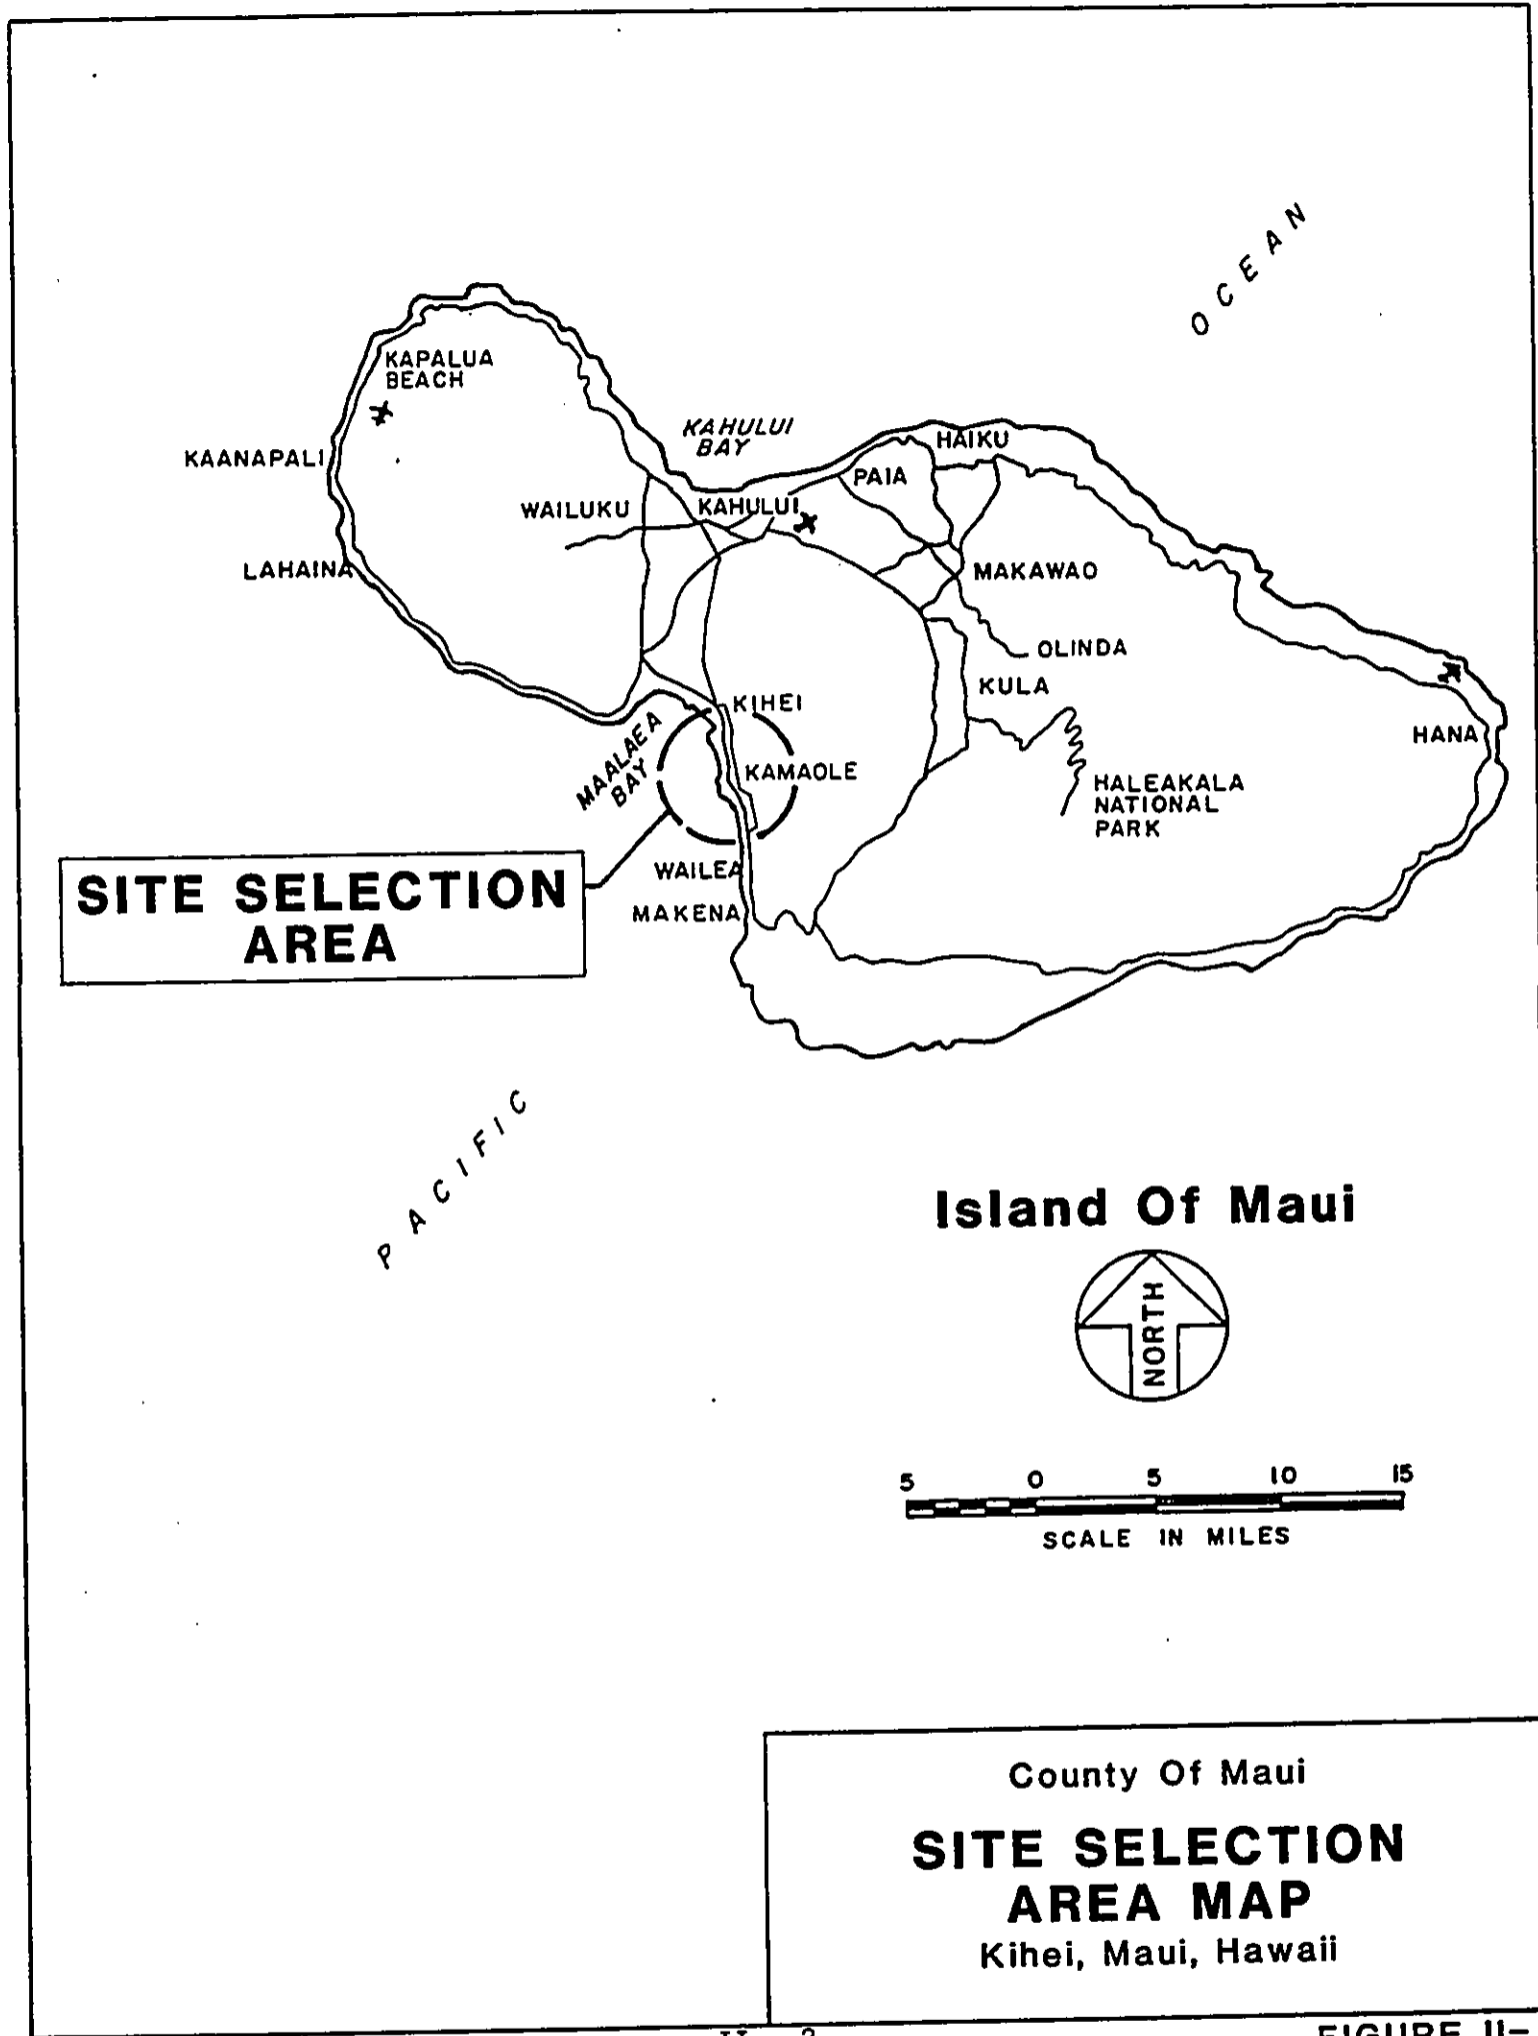 OCEAN
KAPALUA
BEACH
KAHULUI
BAY
HAIKU
KAANAPALI
PAIA
WAILUKU
KAHULUI
LAHAINA
MAKAWAO
OLINDA
KULA
KIHEI
HANA
MAALAEA
BAY
KAMAOLE
HALEAKALA
NATIONAL
PARK
WAILEA
SITE SELECTION
AREA
MAKENA
PACIFIC
Island Of Maui
NORTH
5 0 5 10 15
SCALE IN MILES
County Of Maui
SITE SELECTION
AREA MAP
Kihei, Maui, Hawaii
FIGURE II-